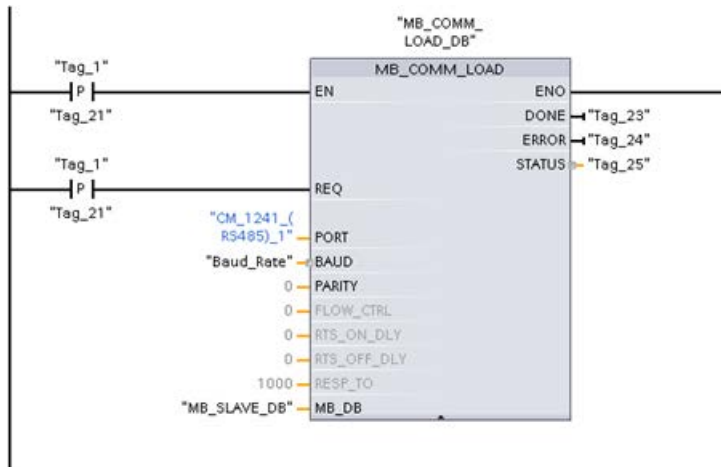 "MB_COMM_
LOAD_DB"
MB_COMM_LOAD
"Tag_1"
P
"Tag_21"
EN
ENO
DONE
"Tag_23"
ERROR
"Tag_24"
STATUS
"Tag_25"
"Tag_1"
P
"Tag_21"
REQ
"CM_1241_(
RS485)_1"
PORT
"Baud_Rate"
BAUD
0
PARITY
0
FLOW_CTRL
0
RTS_ON_DLY
0
RTS_OFF_DLY
1000
RESP_TO
"MB_SLAVE_DB"
MB_DB